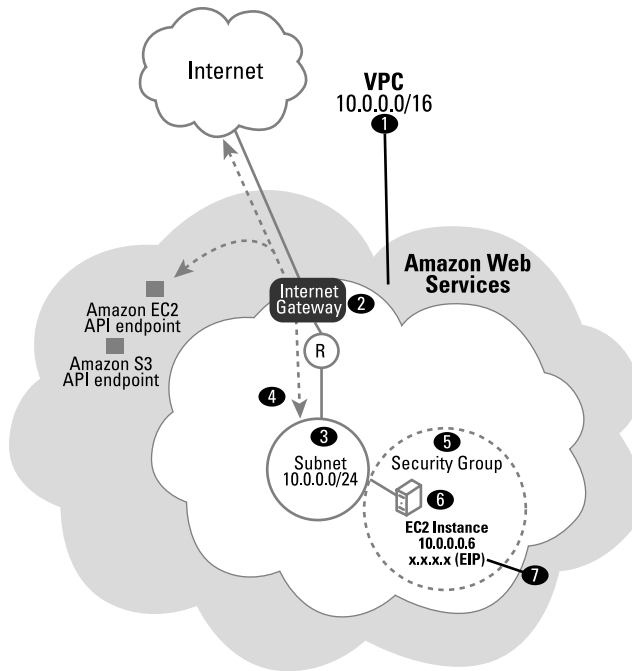 Internet
VPC
10.0.0.0/16
1
Amazon Web
Services
Internet
Gateway
2
Amazon EC2
API endpoint
R
Amazon S3
API endpoint
4
3
5
Subnet
10.0.0.0/24
Security Group
6
EC2 Instance
10.0.0.6
x.x.x.x (EIP)
7